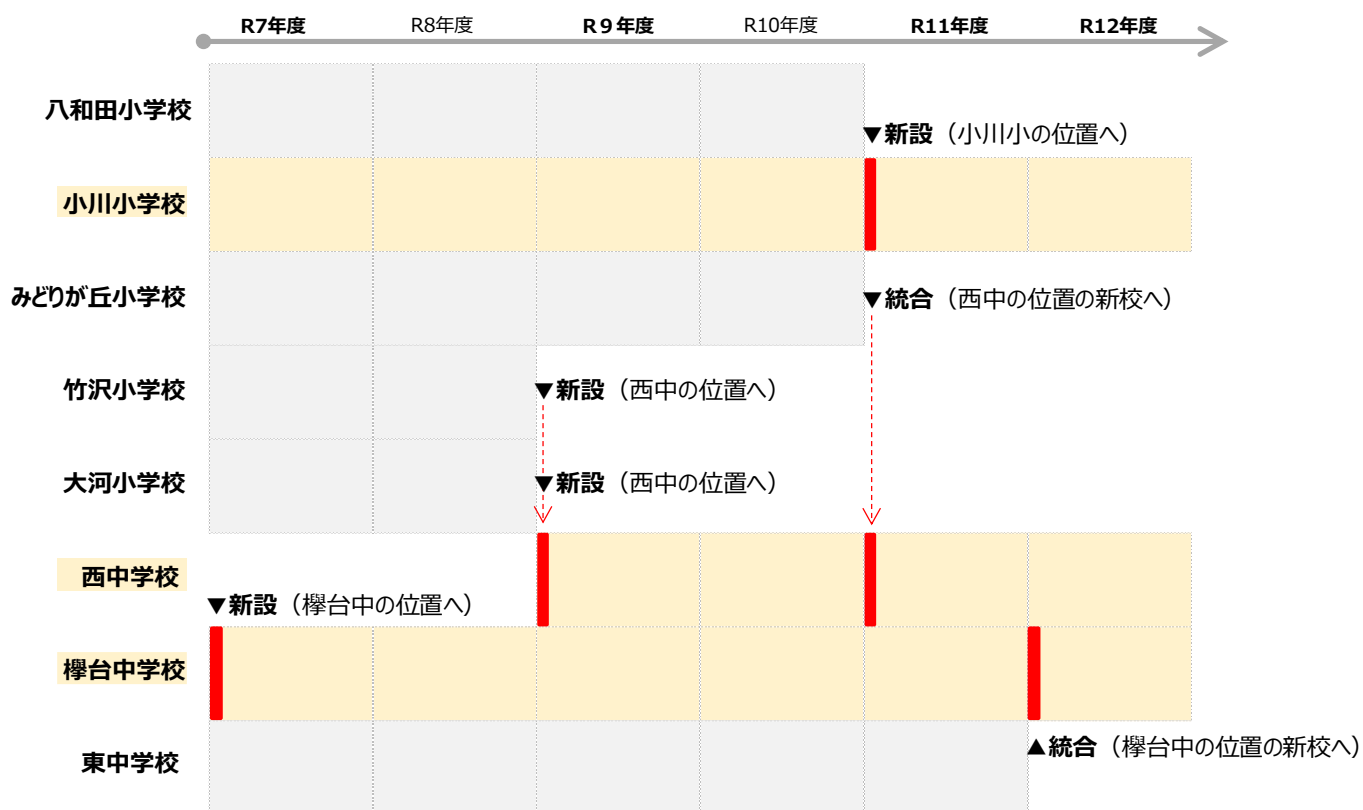 R7年度 R8年度 R９年度 R10年度 R11年度 R12年度
八和田小学校
▼新設（小川小の位置へ）
小川小学校
みどりが丘小学校
▼統合（西中の位置の新校へ）
竹沢小学校
▼新設（西中の位置へ）
大河小学校
▼新設（西中の位置へ）
西中学校
▼新設（欅台中の位置へ）
欅台中学校
▲統合（欅台中の位置の新校へ）
東中学校